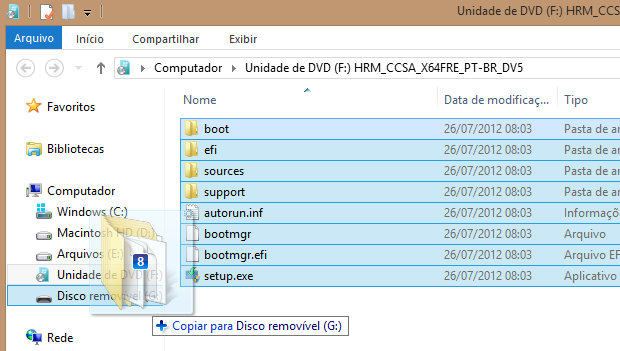 Unidade de DVD (F:) HRM_CCS
Arquivo Início Compartilhar Exibir
Computador Unidade de DVD (F:) HRM_CCSA_X64FRE_PT-BR_DV5
Favoritos
Bibliotecas
Computador
Windows (C:)
Macintosh HD (D:)
Arquivos (E:)
Unidade de DVD (F:)
Disco removível (G:)
Rede
Nome Data de modificaç... Tipo
boot 26/07/2012 08:03 Pasta de ar
efi 26/07/2012 08:03 Pasta de ar
sources 26/07/2012 08:03 Pasta de ar
support 26/07/2012 08:03 Pasta de ar
autorun.inf 26/07/2012 08:03 Informaçõ
bootmgr 26/07/2012 08:03 Arquivo
bootmgr.efi 26/07/2012 08:03 Arquivo EF
setup.exe 26/07/2012 08:03 Aplicativo
8
Copiar para Disco removível (G:)